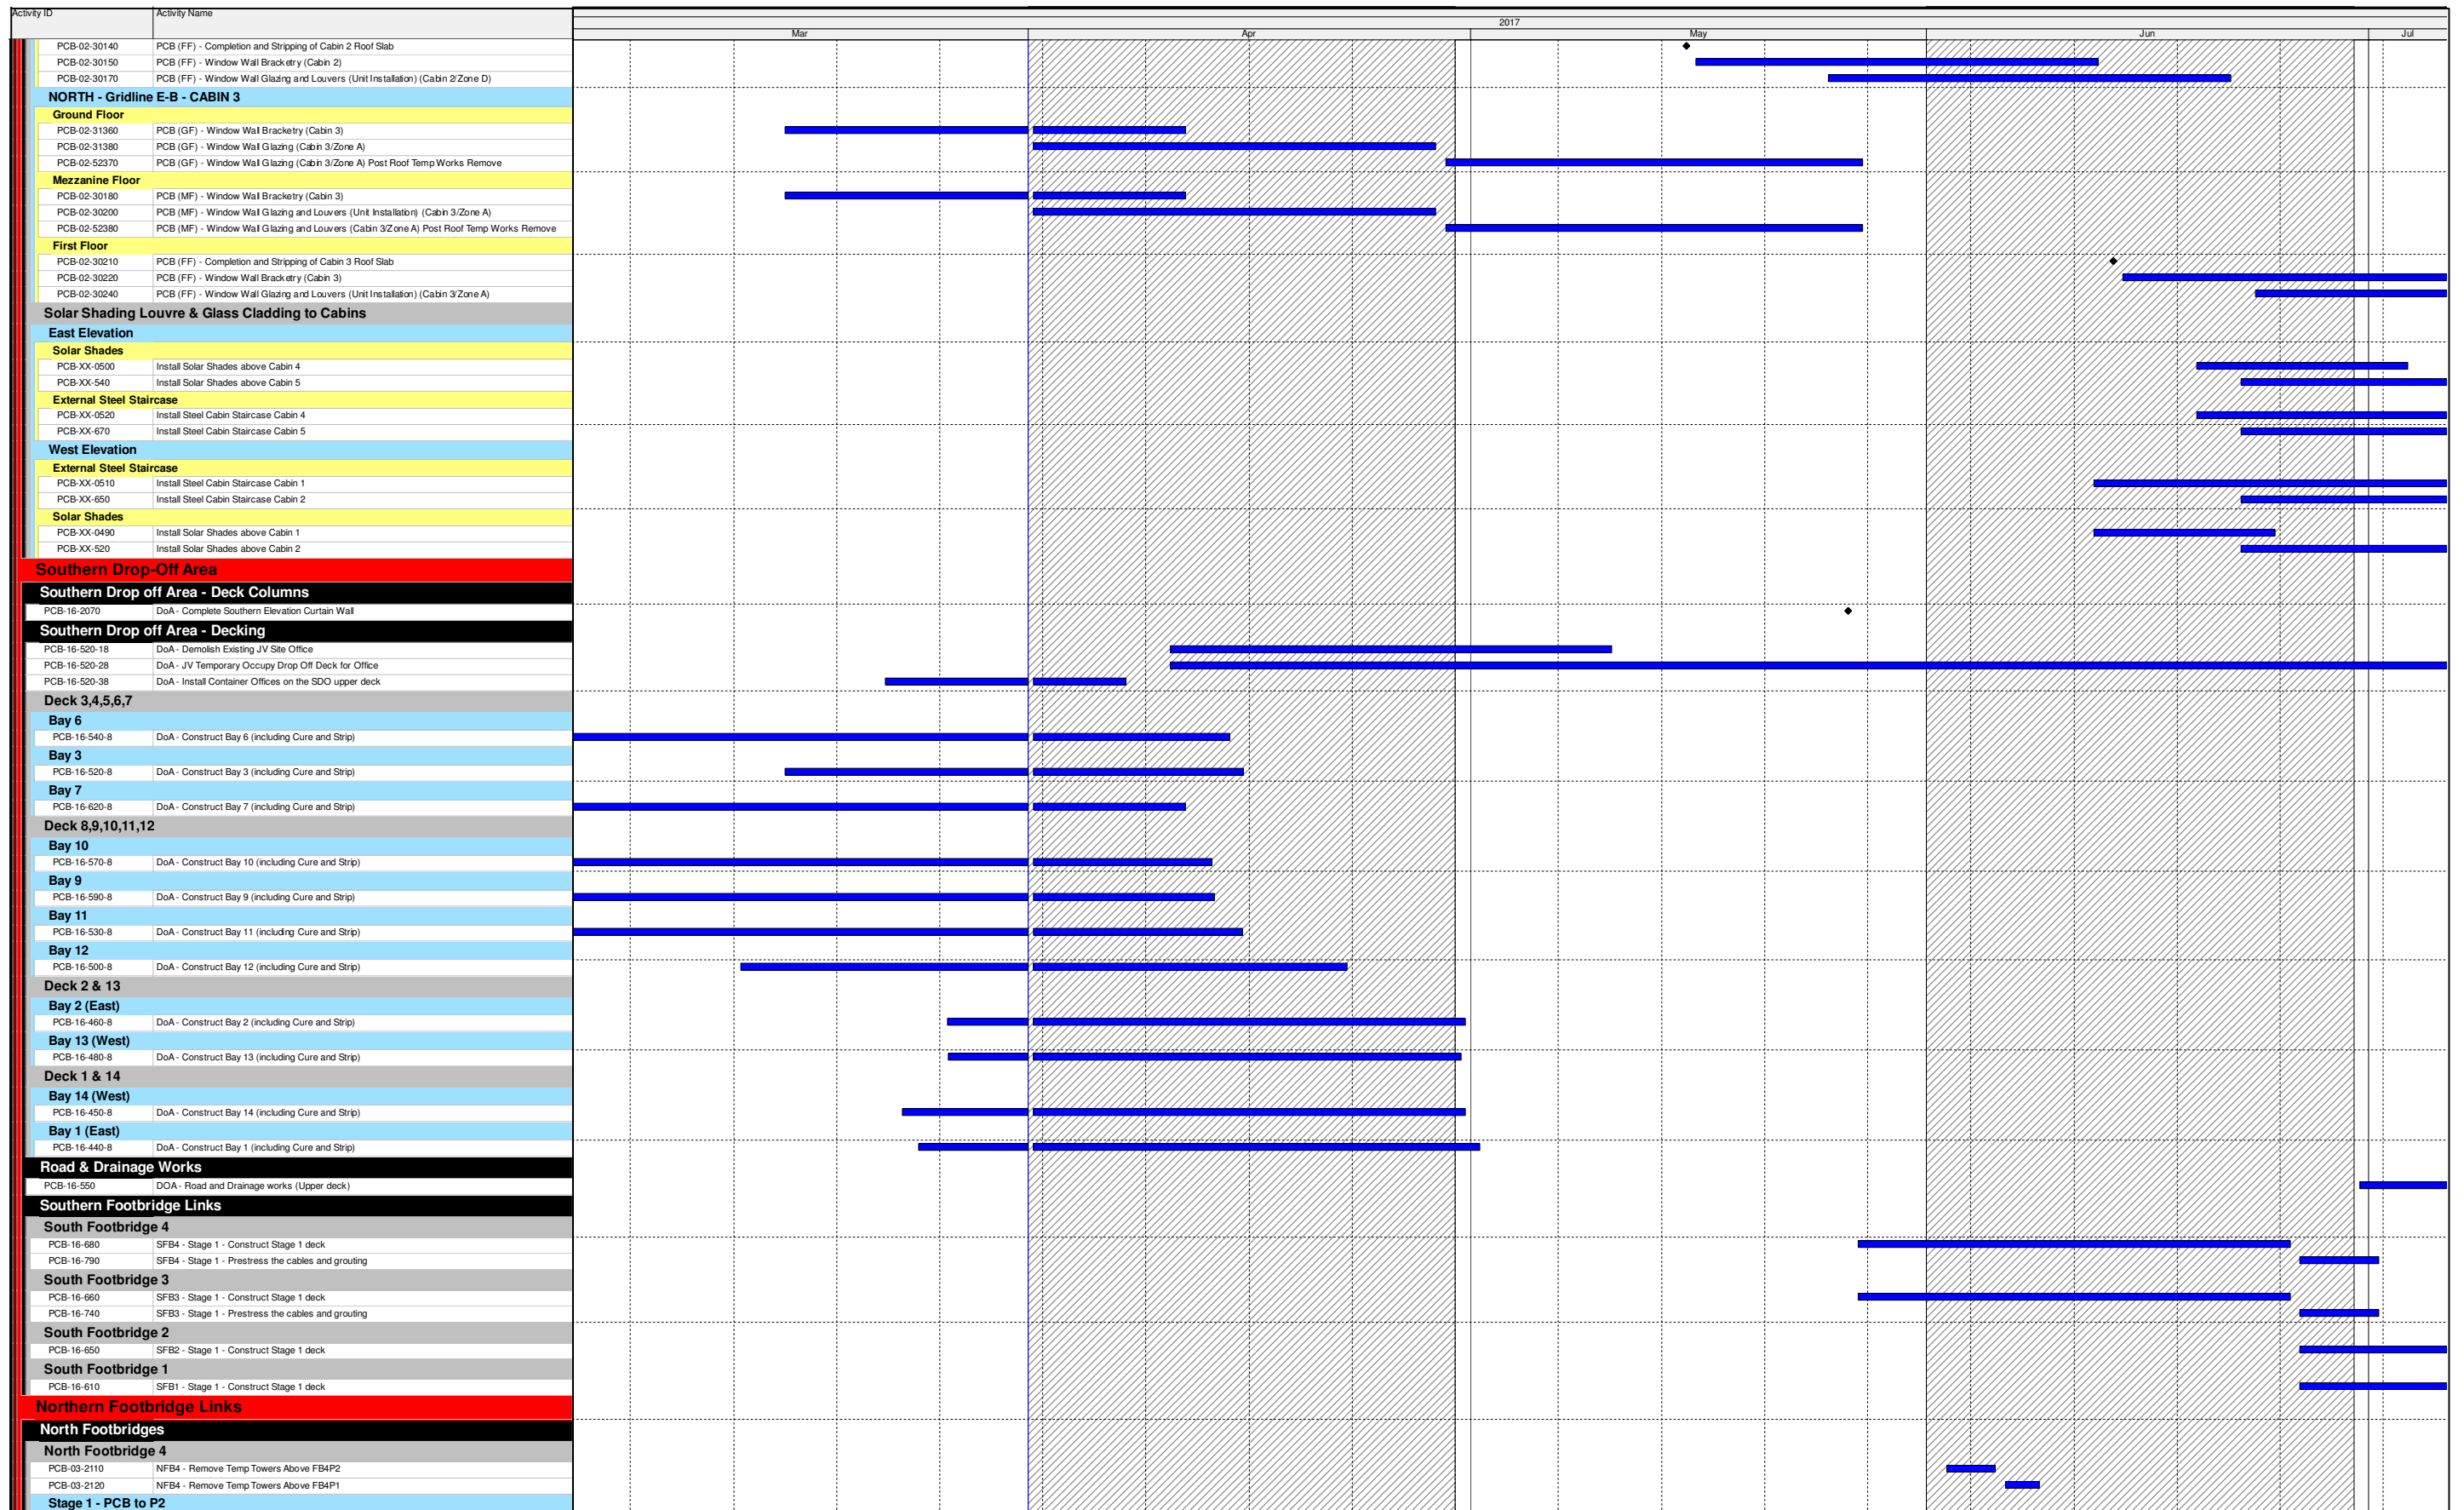 Activity ID Activity Name
2017
Mar Apr May Jun Jul
PCB-02-30140 PCB (FF) - Completion and Stripping of Cabin 2 Roof Slab
PCB-02-30150 PCB (FF) - Window Wall Bracketry (Cabin 2)
PCB-02-30170 PCB (FF) - Window Wall Glazing and Louvers (Unit Installation) (Cabin 2/Zone D)
NORTH - Gridline E-B - CABIN 3
Ground Floor
PCB-02-31360 PCB (GF) - Window Wall Bracketry (Cabin 3)
PCB-02-31380 PCB (GF) - Window Wall Glazing (Cabin 3/Zone A)
PCB-02-52370 PCB (GF) - Window Wall Glazing (Cabin 3/Zone A) Post Roof Temp Works Remove
Mezzanine Floor
PCB-02-30180 PCB (MF) - Window Wall Bracketry (Cabin 3)
PCB-02-30200 PCB (MF) - Window Wall Glazing and Louvers (Unit Installation) (Cabin 3/Zone A)
PCB-02-52380 PCB (MF) - Window Wall Glazing and Louvers (Cabin 3/Zone A) Post Roof Temp Works Remove
First Floor
PCB-02-30210 PCB (FF) - Completion and Stripping of Cabin 3 Roof Slab
PCB-02-30220 PCB (FF) - Window Wall Bracketry (Cabin 3)
PCB-02-30240 PCB (FF) - Window Wall Glazing and Louvers (Unit Installation) (Cabin 3/Zone A)
Solar Shading Louvre & Glass Cladding to Cabins
East Elevation
Solar Shades
PCB-XX-0500 Install Solar Shades above Cabin 4
PCB-XX-540 Install Solar Shades above Cabin 5
External Steel Staircase
PCB-XX-0520 Install Steel Cabin Staircase Cabin 4
PCB-XX-670 Install Steel Cabin Staircase Cabin 5
West Elevation
External Steel Staircase
PCB-XX-0510 Install Steel Cabin Staircase Cabin 1
PCB-XX-650 Install Steel Cabin Staircase Cabin 2
Solar Shades
PCB-XX-0490 Install Solar Shades above Cabin 1
PCB-XX-520 Install Solar Shades above Cabin 2
Southern Drop-Off Area
Southern Drop off Area - Deck Columns
PCB-16-2070 DoA - Complete Southern Elevation Curtain Wall
Southern Drop off Area - Decking
PCB-16-520-18 DoA - Demolish Existing JV Site Office
PCB-16-520-28 DoA - JV Temporary Occupy Drop Off Deck for Office
PCB-16-520-38 DoA - Install Container Offices on the SDO upper deck
Deck 3,4,5,6,7
Bay 6
PCB-16-540-8 DoA - Construct Bay 6 (including Cure and Strip)
Bay 3
PCB-16-520-8 DoA - Construct Bay 3 (including Cure and Strip)
Bay 7
PCB-16-620-8 DoA - Construct Bay 7 (including Cure and Strip)
Deck 8,9,10,11,12
Bay 10
PCB-16-570-8 DoA - Construct Bay 10 (including Cure and Strip)
Bay 9
PCB-16-590-8 DoA - Construct Bay 9 (including Cure and Strip)
Bay 11
PCB-16-530-8 DoA - Construct Bay 11 (including Cure and Strip)
Bay 12
PCB-16-500-8 DoA - Construct Bay 12 (including Cure and Strip)
Deck 2 & 13
Bay 2 (East)
PCB-16-460-8 DoA - Construct Bay 2 (including Cure and Strip)
Bay 13 (West)
PCB-16-480-8 DoA - Construct Bay 13 (including Cure and Strip)
Deck 1 & 14
Bay 14 (West)
PCB-16-450-8 DoA - Construct Bay 14 (including Cure and Strip)
Bay 1 (East)
PCB-16-440-8 DoA - Construct Bay 1 (including Cure and Strip)
Road & Drainage Works
PCB-16-550 DOA - Road and Drainage works (Upper deck)
Southern Footbridge Links
South Footbridge 4
PCB-16-680 SFB4 - Stage 1 - Construct Stage 1 deck
PCB-16-790 SFB4 - Stage 1 - Prestress the cables and grouting
South Footbridge 3
PCB-16-660 SFB3 - Stage 1 - Construct Stage 1 deck
PCB-16-740 SFB3 - Stage 1 - Prestress the cables and grouting
South Footbridge 2
PCB-16-650 SFB2 - Stage 1 - Construct Stage 1 deck
South Footbridge 1
PCB-16-610 SFB1 - Stage 1 - Construct Stage 1 deck
Northern Footbridge Links
North Footbridges
North Footbridge 4
PCB-03-2110 NFB4 - Remove Temp Towers Above FB4P2
PCB-03-2120 NFB4 - Remove Temp Towers Above FB4P1
Stage 1 - PCB to P2